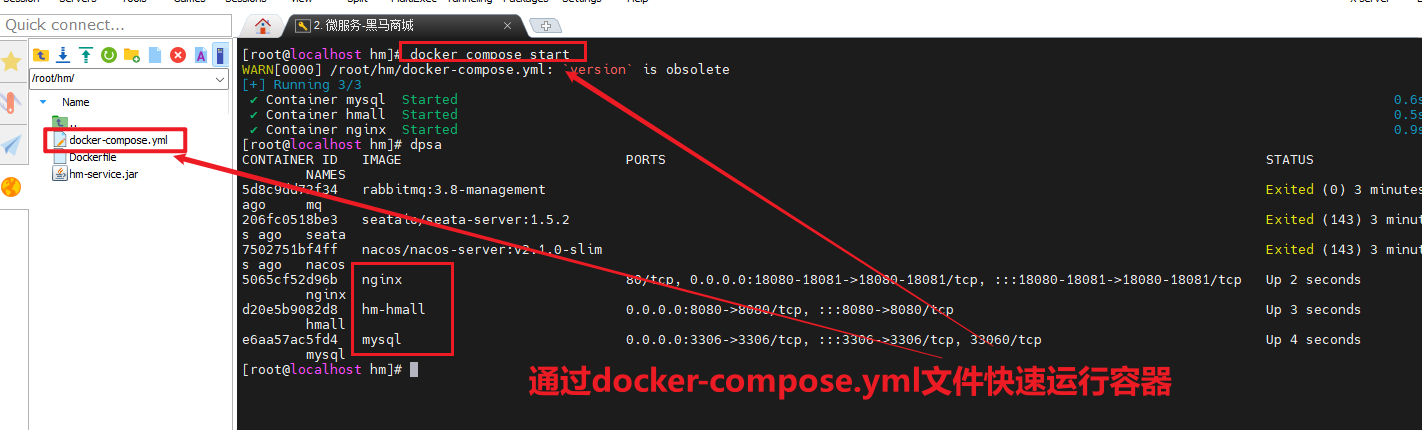 Quick connect...
2. 微服务-黑马商城
/root/hm/
Name
..
docker-compose.yml
Dockerfile
hm-service.jar
[root@localhost hm]# docker compose start
WARN[0000] /root/hm/docker-compose.yml: `version` is obsolete
[+] Running 3/3
✔ Container mysql  Started 0.6s
✔ Container hmall  Started 0.5s
✔ Container nginx  Started 0.9s
[root@localhost hm]# dpsa
CONTAINER ID   IMAGE   PORTS   STATUS
NAMES
5d8c9dd72f34   rabbitmq:3.8-management   Exited (0) 3 minutes
ago   mq
206fc0518be3   seataio/seata-server:1.5.2   Exited (143) 3 minute
s ago   seata
7502751bf4ff   nacos/nacos-server:v2.1.0-slim   Exited (143) 3 minute
s ago   nacos
5065cf52d96b   nginx   80/tcp, 0.0.0.0:18080-18081->18080-18081/tcp, :::18080-18081->18080-18081/tcp   Up 2 seconds
nginx
d20e5b9082d8   hm-hmall   0.0.0.0:8080->8080/tcp, :::8080->8080/tcp   Up 3 seconds
hmall
e6aa57ac5fd4   mysql   0.0.0.0:3306->3306/tcp, :::3306->3306/tcp, 33060/tcp   Up 4 seconds
mysql
[root@localhost hm]#
通过docker-compose.yml文件快速运行容器